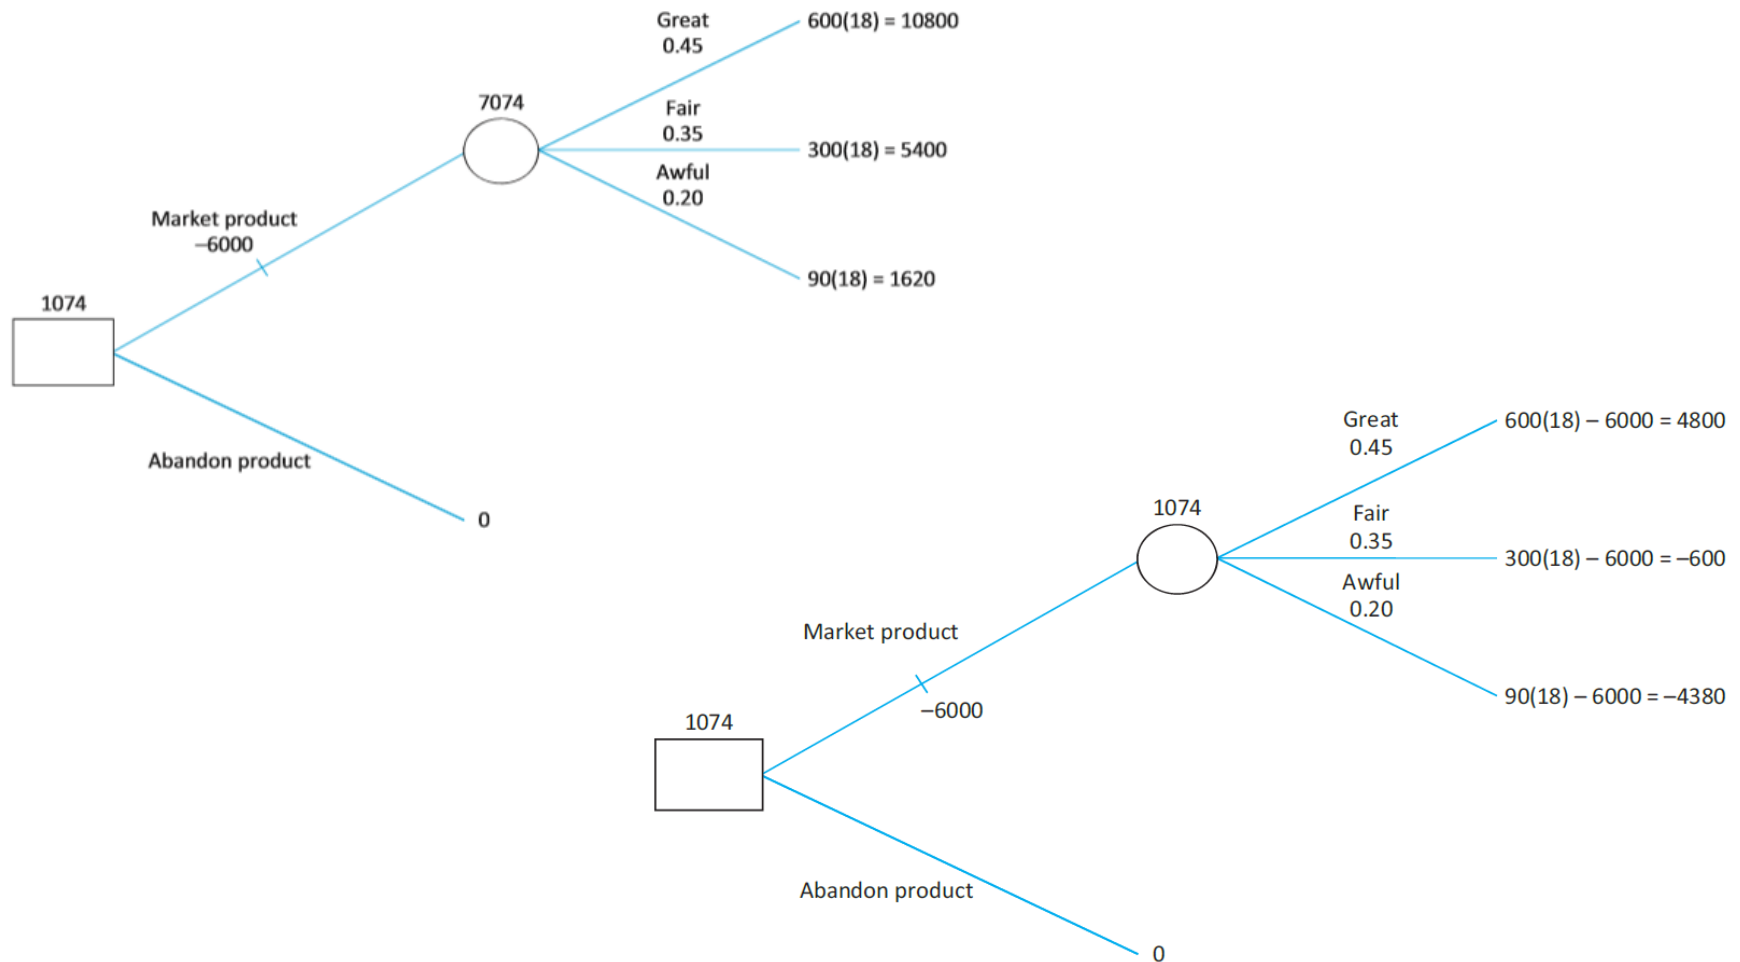 Great
0.45
600(18) = 10800
7074
Fair
0.35
300(18) = 5400
Awful
0.20
Market product
–6000
90(18) = 1620
1074
Abandon product
0
Great
0.45
600(18) – 6000 = 4800
1074
Fair
0.35
300(18) – 6000 = –600
Awful
0.20
Market product
90(18) – 6000 = –4380
–6000
1074
Abandon product
0